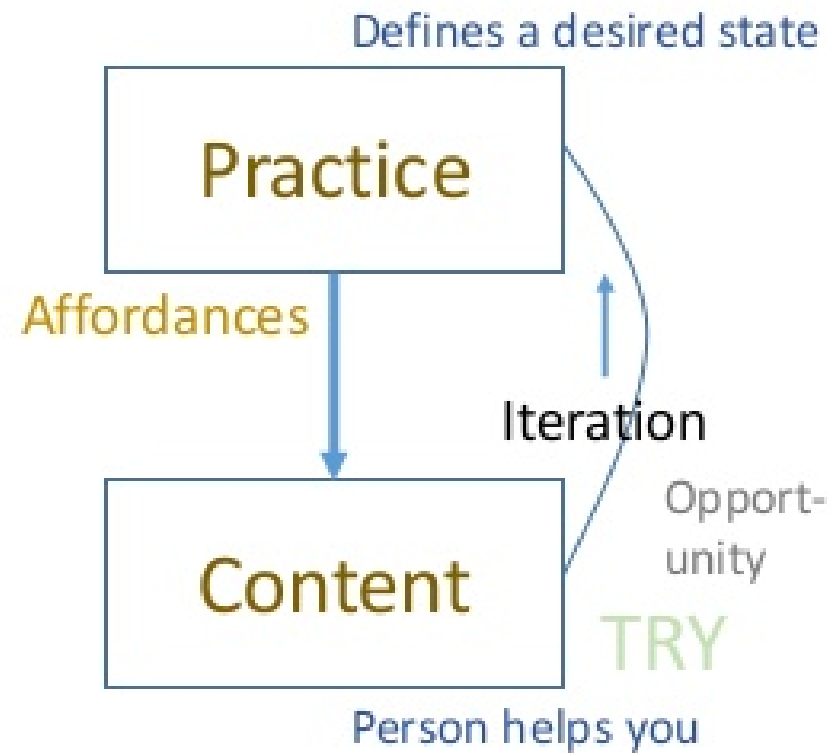 Defines a desired state
Practice
Affordances
Iteration
Opport-
unity
Content
TRY
Person helps you